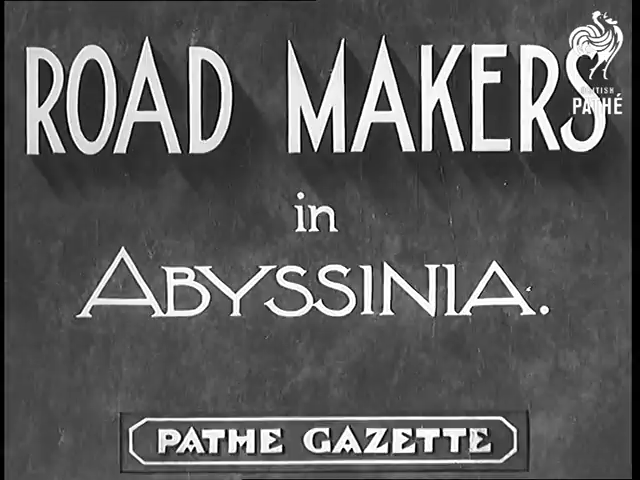 ROAD MAKERS
BRITISH
PATHÉ
in
ABYSSINIA.
PATHE GAZETTE